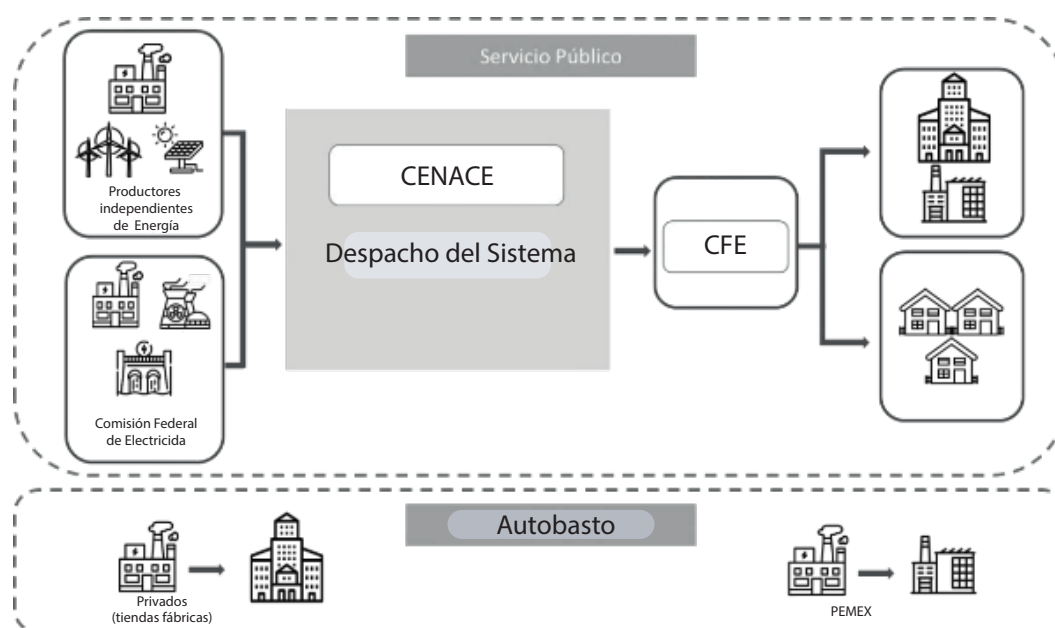 Servicio Público
Productores
independientes
de Energía
CENACE
Despacho del Sistema
CFE
Comisión Federal
de Electricida
Autobasto
Privados
(tiendas fábricas)
PEMEX